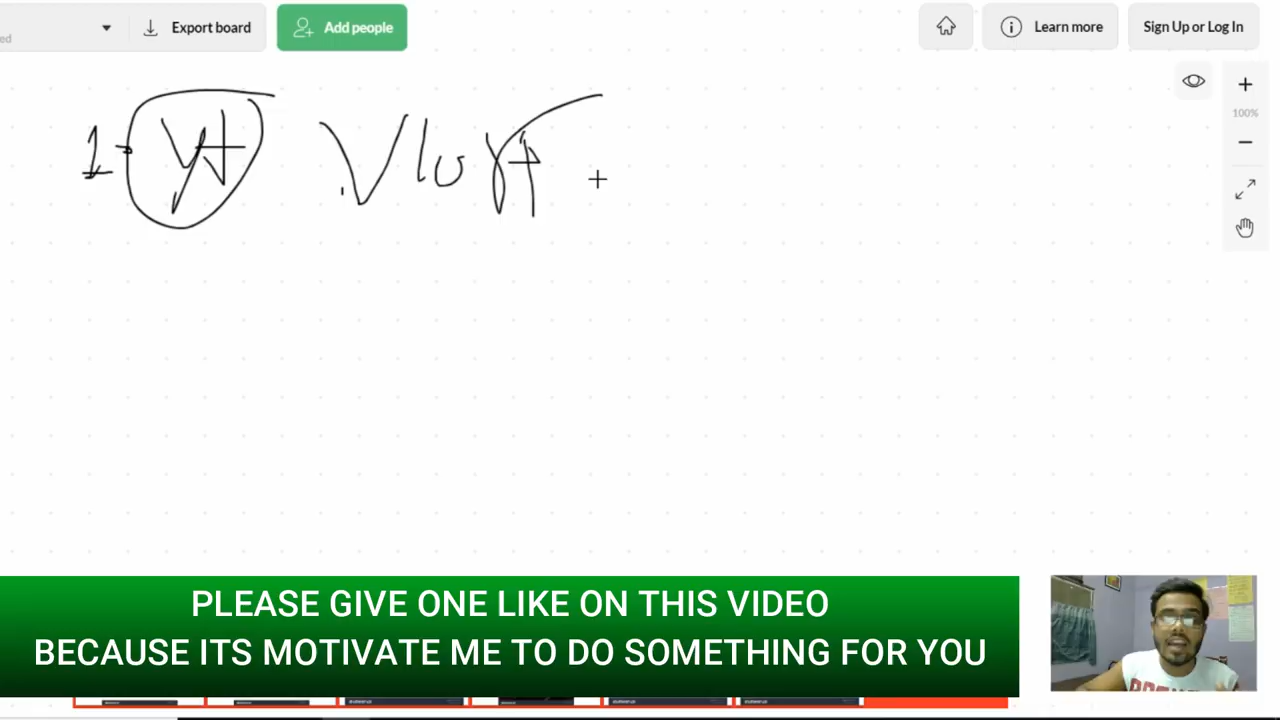 ed
Export board
Add people
Learn more
Sign Up or Log In
100%
1- yt
PLEASE GIVE ONE LIKE ON THIS VIDEO
BECAUSE ITS MOTIVATE ME TO DO SOMETHING FOR YOU